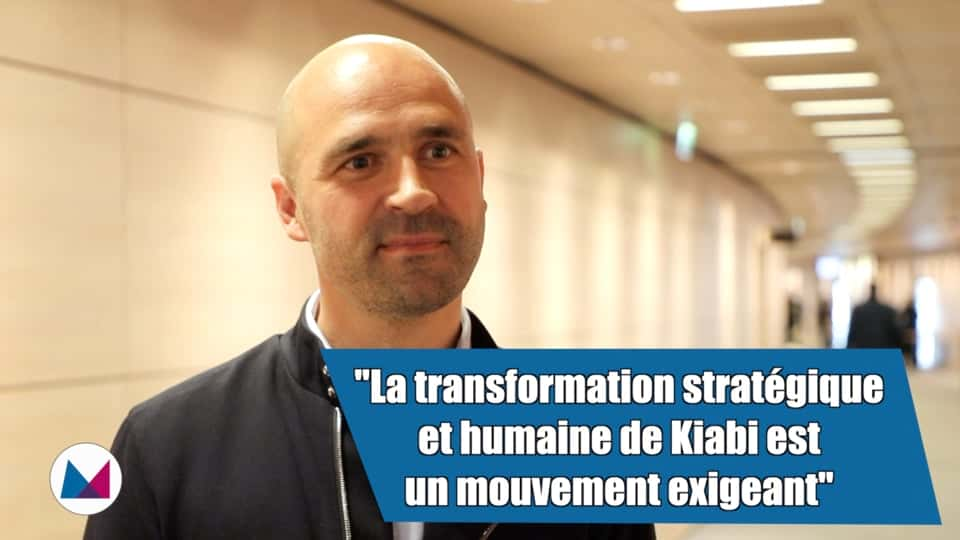 "La transformation stratégique
et humaine de Kiabi est
un mouvement exigeant"